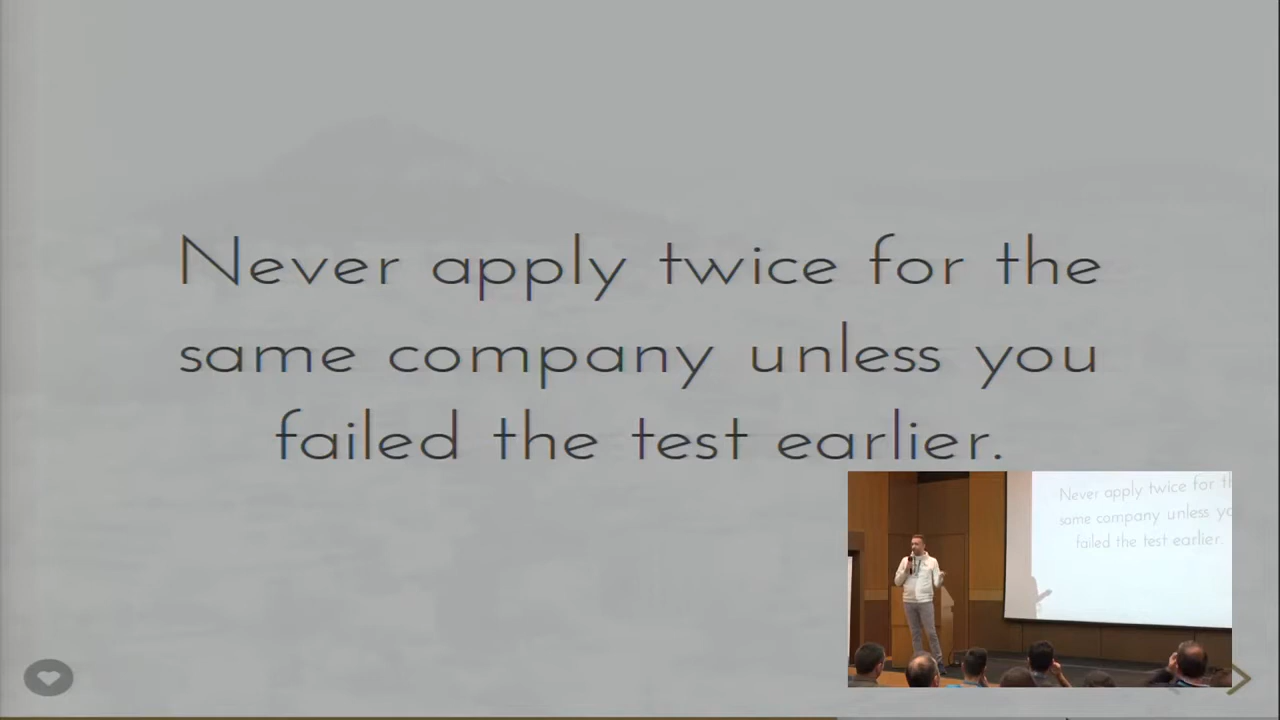 Never apply twice for the
same company unless you
failed the test earlier.
Never apply twice for th
same company unless yo
failed the test earlier.